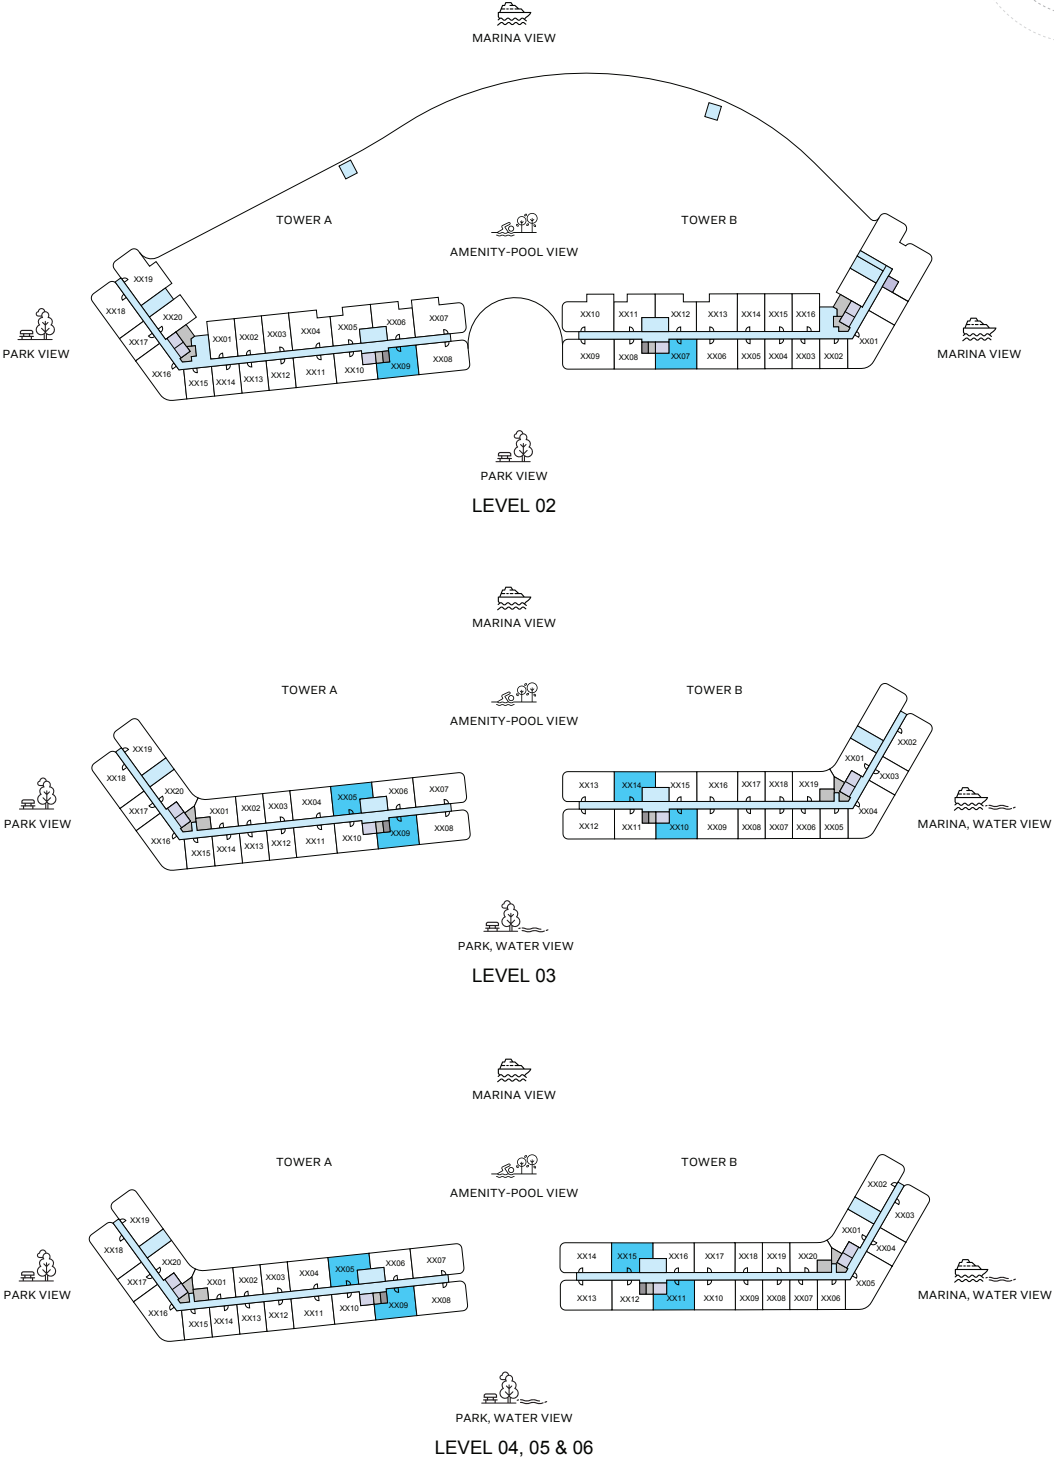 MARINA VIEW
TOWER A
TOWER B
AMENITY-POOL VIEW
XX19
XX18
XX20
XX17
XX16
XX01
XX02
XX03
XX04
XX05
XX06
XX07
XX15
XX14
XX13
XX12
XX11
XX10
XX09
XX08
XX10
XX11
XX12
XX13
XX14
XX15
XX16
XX01
XX09
XX08
XX07
XX06
XX05
XX04
XX03
XX02
PARK VIEW
MARINA VIEW
PARK VIEW
LEVEL 02
MARINA VIEW
TOWER A
TOWER B
AMENITY-POOL VIEW
XX19
XX18
XX20
XX17
XX16
XX01
XX02
XX03
XX04
XX05
XX06
XX07
XX15
XX14
XX13
XX12
XX11
XX10
XX09
XX08
XX13
XX14
XX15
XX16
XX17
XX18
XX19
XX01
XX02
XX03
XX04
XX12
XX11
XX10
XX09
XX08
XX07
XX06
XX05
PARK VIEW
MARINA, WATER VIEW
PARK, WATER VIEW
LEVEL 03
MARINA VIEW
TOWER A
TOWER B
AMENITY-POOL VIEW
XX19
XX18
XX20
XX17
XX16
XX01
XX02
XX03
XX04
XX05
XX06
XX07
XX15
XX14
XX13
XX12
XX11
XX10
XX09
XX08
XX14
XX15
XX16
XX17
XX18
XX19
XX20
XX01
XX02
XX03
XX04
XX05
XX13
XX12
XX11
XX10
XX09
XX08
XX07
XX06
PARK VIEW
MARINA, WATER VIEW
PARK, WATER VIEW
LEVEL 04, 05 & 06